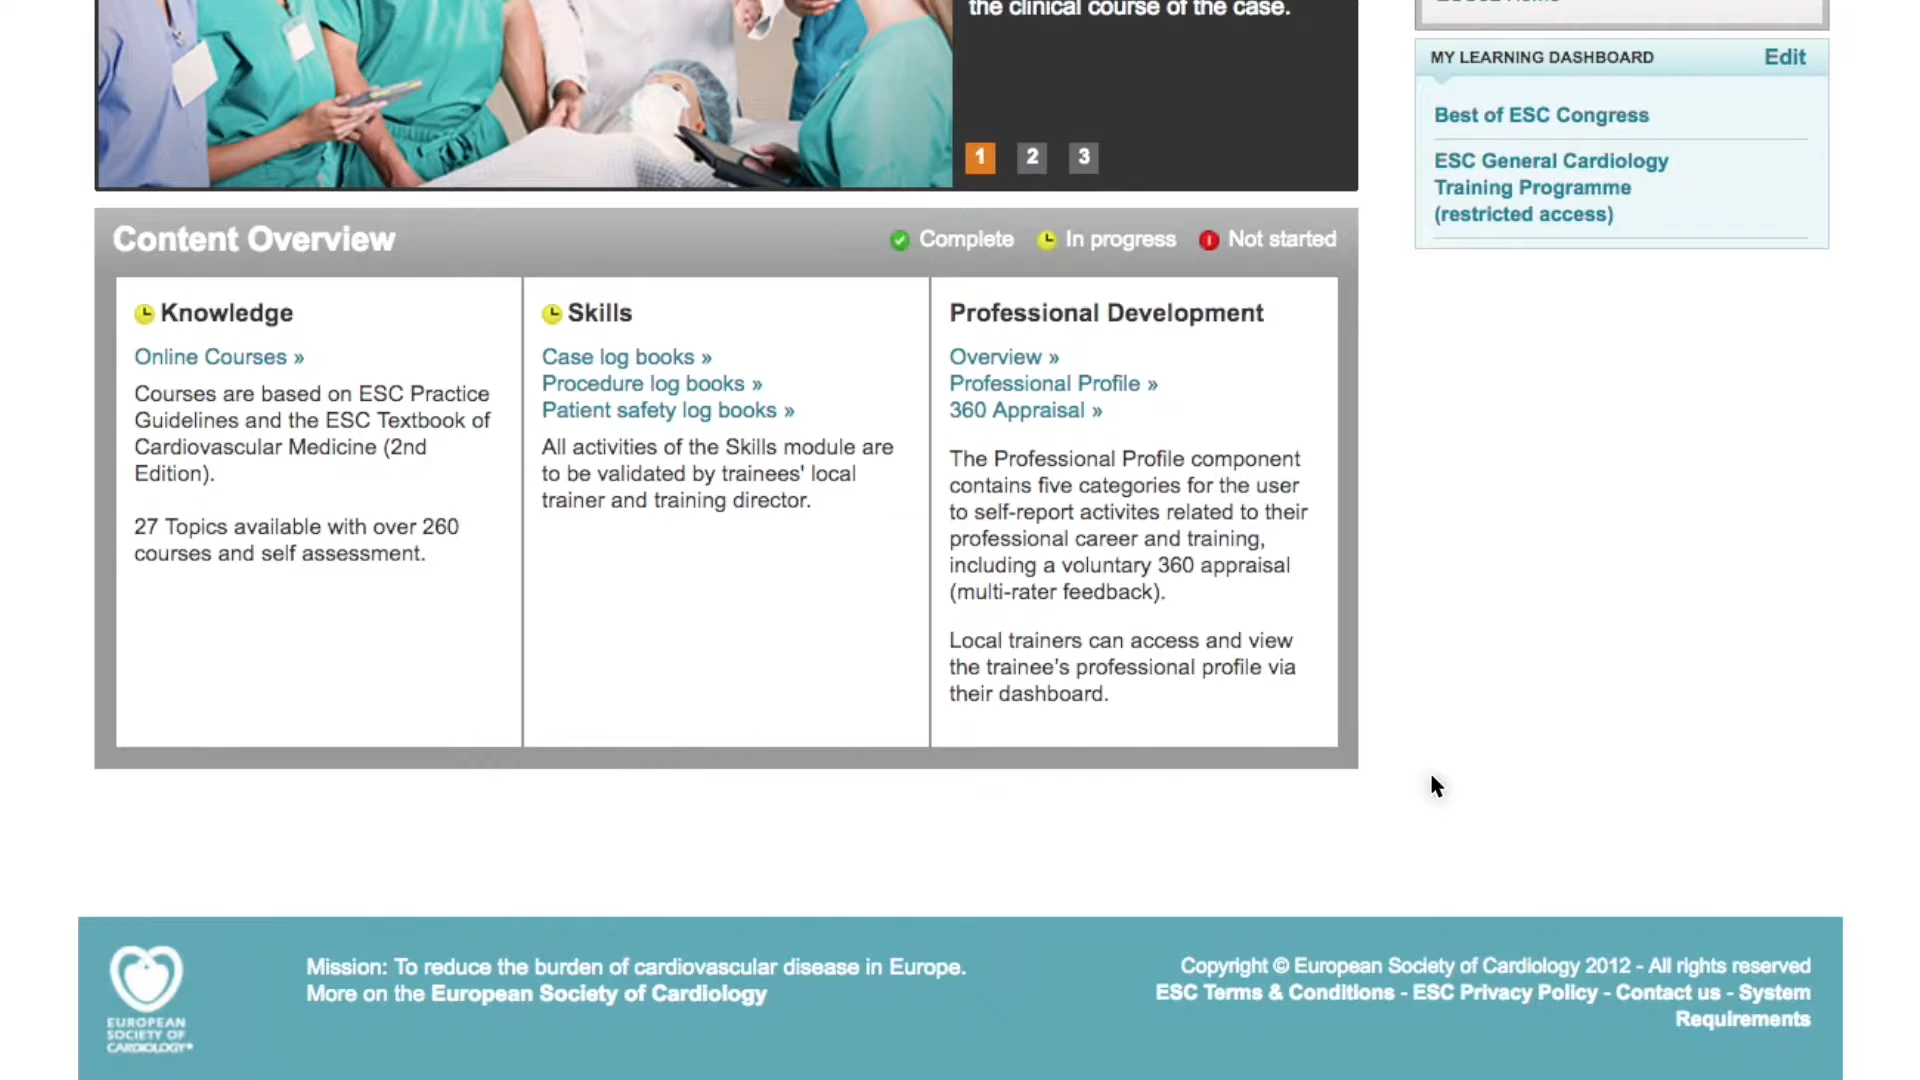 the clinical course of the case.
1 2 3
MY LEARNING DASHBOARD Edit
Best of ESC Congress
ESC General Cardiology
Training Programme
(restricted access)
Content Overview
Complete In progress Not started
Knowledge
Online Courses »
Courses are based on ESC Practice
Guidelines and the ESC Textbook of
Cardiovascular Medicine (2nd
Edition).
27 Topics available with over 260
courses and self assessment.
Skills
Case log books »
Procedure log books »
Patient safety log books »
All activities of the Skills module are
to be validated by trainees' local
trainer and training director.
Professional Development
Overview »
Professional Profile »
360 Appraisal »
The Professional Profile component
contains five categories for the user
to self-report activites related to their
professional career and training,
including a voluntary 360 appraisal
(multi-rater feedback).
Local trainers can access and view
the trainee's professional profile via
their dashboard.
EUROPEAN
SOCIETY OF
CARDIOLOGY®
Mission: To reduce the burden of cardiovascular disease in Europe.
More on the European Society of Cardiology
Copyright © European Society of Cardiology 2012 - All rights reserved
ESC Terms & Conditions - ESC Privacy Policy - Contact us - System
Requirements